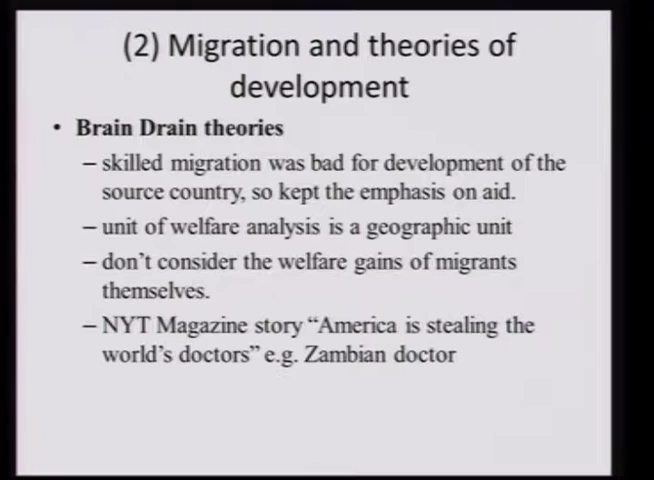 (2) Migration and theories of
development
• Brain Drain theories
– skilled migration was bad for development of the
source country, so kept the emphasis on aid.
– unit of welfare analysis is a geographic unit
– don’t consider the welfare gains of migrants
themselves.
– NYT Magazine story “America is stealing the
world’s doctors” e.g. Zambian doctor